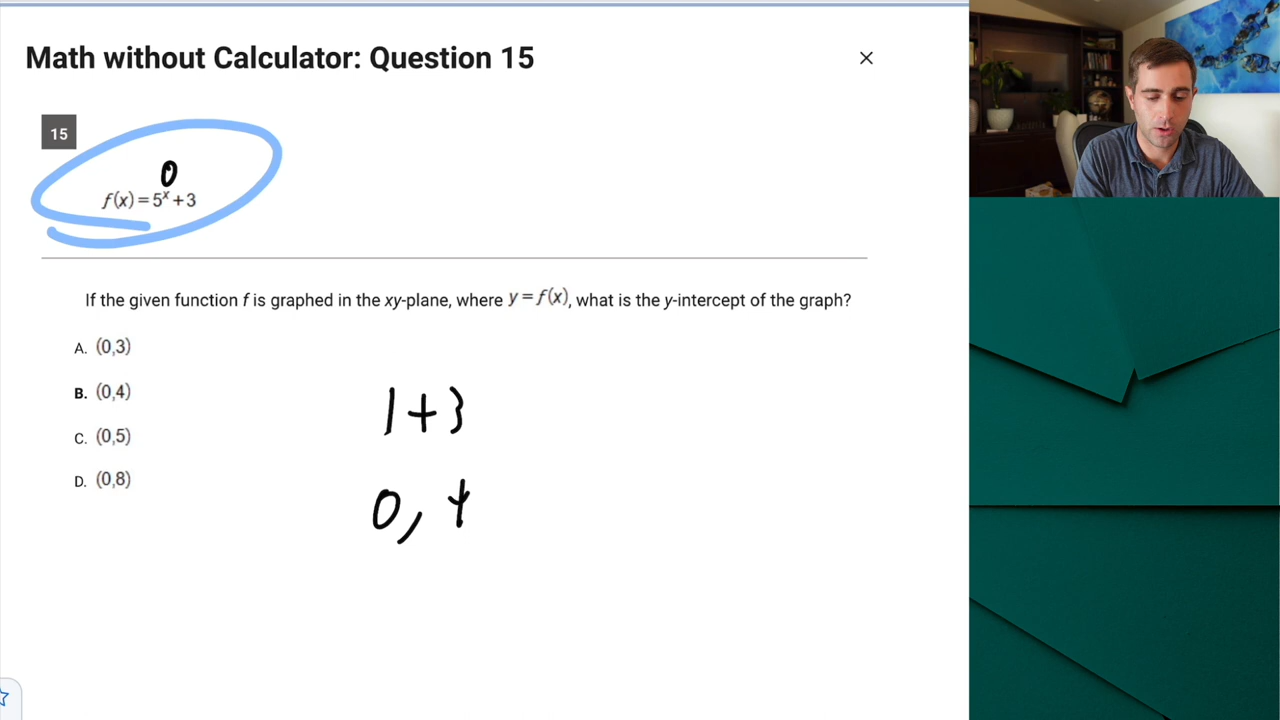 Math without Calculator: Question 15
×
15
0
f(x) = 5ˣ + 3
If the given function f is graphed in the xy-plane, where y = f(x), what is the y-intercept of the graph?
A. (0,3)
B. (0,4)
C. (0,5)
D. (0,8)
1+3
0, 4